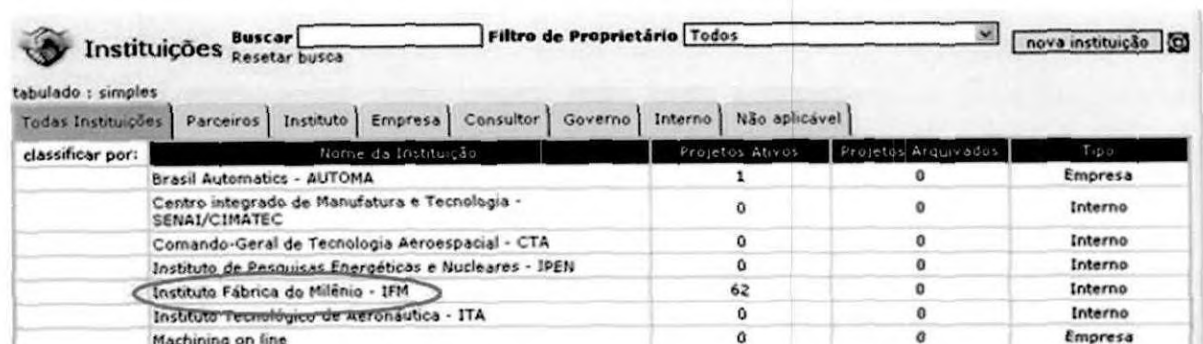 Instituições Buscar Filtro de Proprietário Todos nova instituição
Resetar busca
tabulado : simples
Todas Instituições Parceiros Instituto Empresa Consultor Governo Interno Não aplicável
classificar por: Nome da Instituição Projetos Ativos Projetos Arquivados Tipo
Brasil Automatics - AUTOMA 1 0 Empresa
Centro integrado de Manufatura e Tecnologia -
SENAI/CIMATEC 0 0 Interno
Comando-Geral de Tecnologia Aeroespacial - CTA 0 0 Interno
Instituto de Pesquisas Energéticas e Nucleares - IPEN 0 0 Interno
Instituto Fábrica do Milênio - IFM 62 0 Interno
Instituto Tecnológico de Aeronáutica - ITA 0 0 Interno
Machining on line 0 0 Empresa